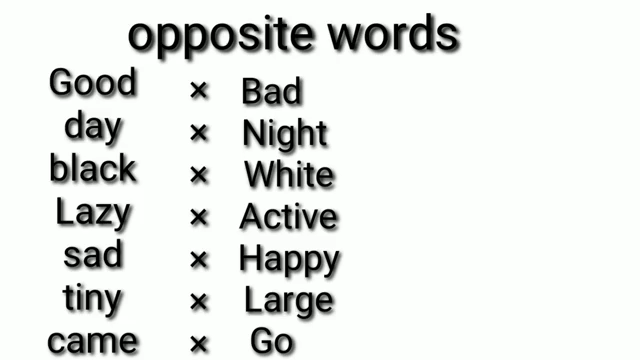 opposite words
Good × Bad
day × Night
black × White
Lazy × Active
sad × Happy
tiny × Large
came × Go